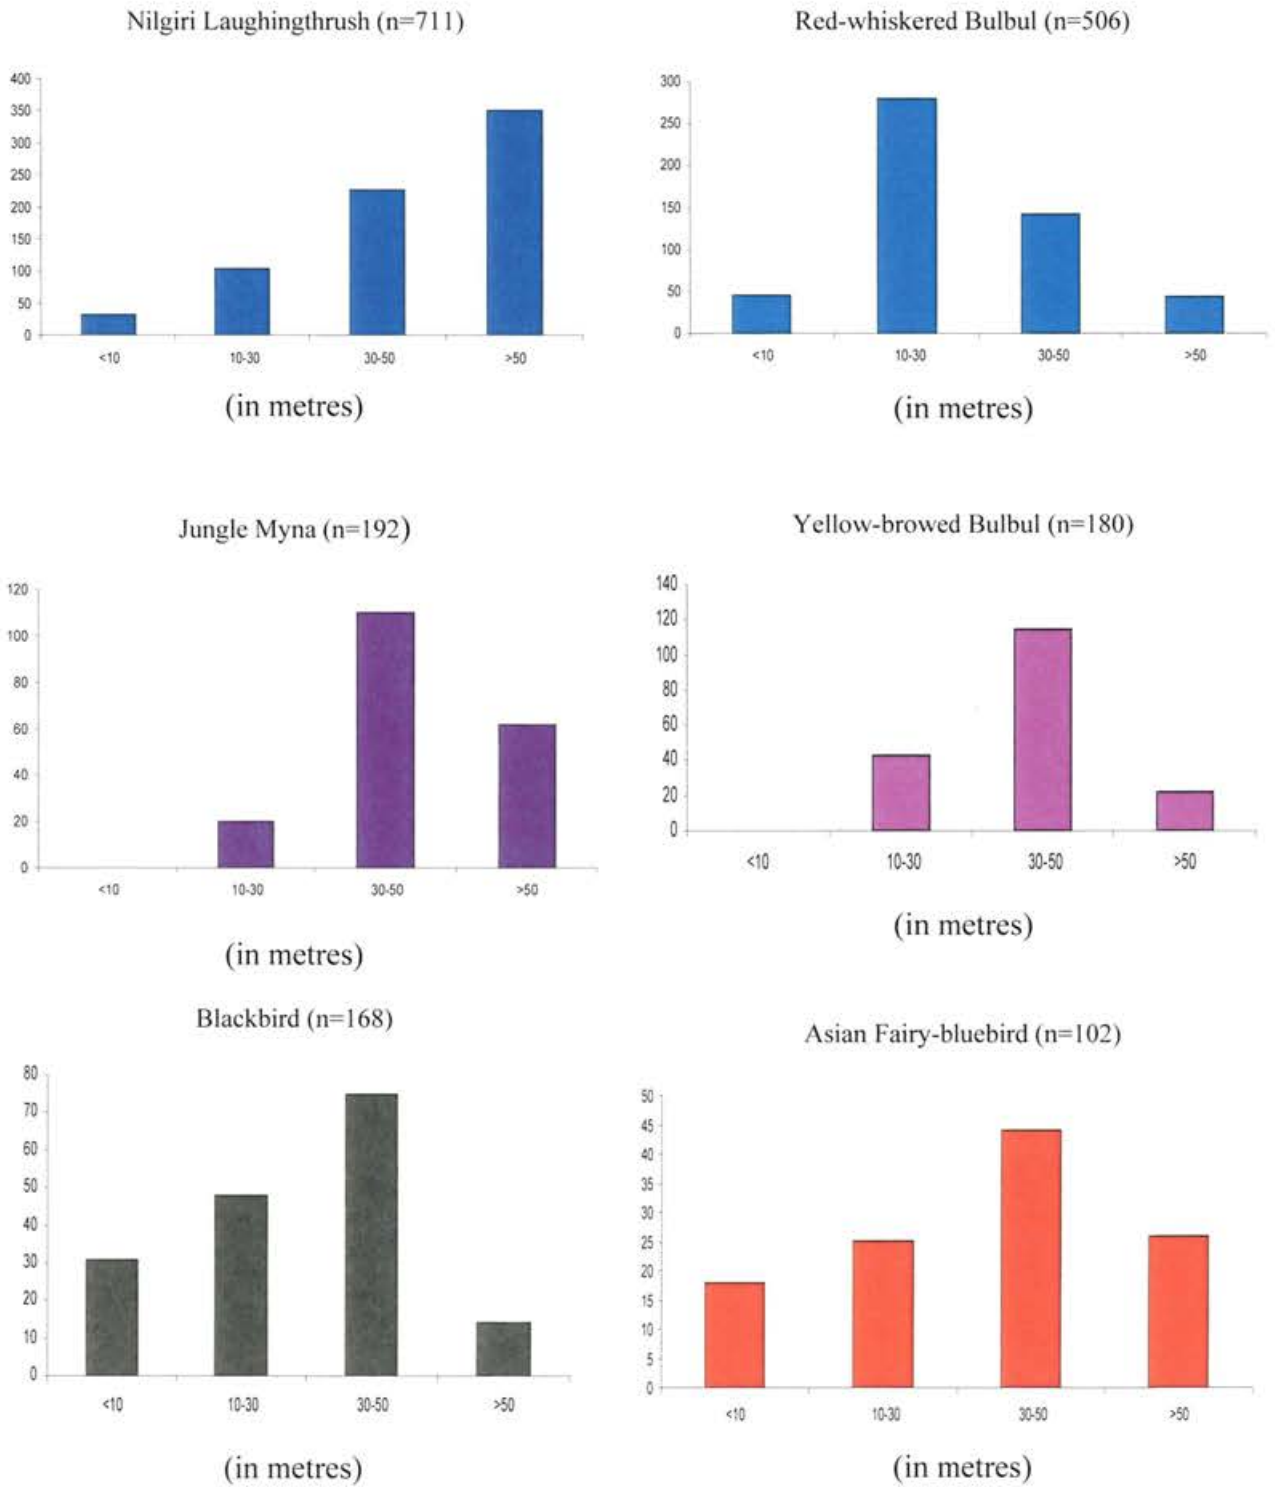 Nilgiri Laughingthrush (n=711)
400
350
300
250
200
150
100
50
0
<10 10-30 30-50 >50
(in metres)
Red-whiskered Bulbul (n=506)
300
250
200
150
100
50
0
<10 10-30 30-50 >50
(in metres)
Jungle Myna (n=192)
120
100
80
60
40
20
0
<10 10-30 30-50 >50
(in metres)
Yellow-browed Bulbul (n=180)
140
120
100
80
60
40
20
0
<10 10-30 30-50 >50
(in metres)
Blackbird (n=168)
80
70
60
50
40
30
20
10
0
<10 10-30 30-50 >50
(in metres)
Asian Fairy-bluebird (n=102)
50
45
40
35
30
25
20
15
10
5
0
<10 10-30 30-50 >50
(in metres)